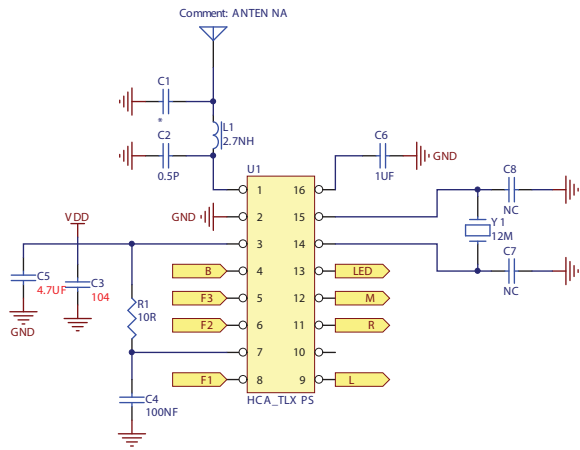 Comment: ANTEN NA
C1
*
L1
2.7NH
C2
0.5P
C6
1UF
GND
U1
1
16
C8
NC
GND
2
15
Y1
12M
VDD
3
14
C7
NC
B
4
13
LED
C5
4.7UF
C3
104
F3
5
12
M
R1
10R
GND
F2
6
11
R
7
10
F1
8
9
L
C4
100NF
HCA_TLX PS